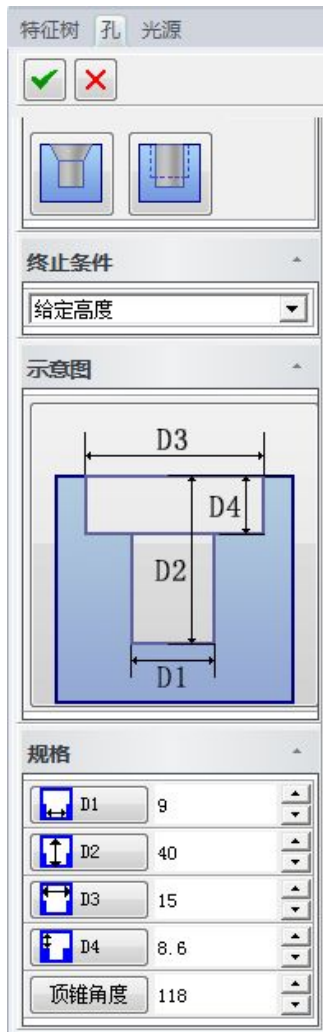 特征树 孔 光源
终止条件
给定高度
示意图
D3
D4
D2
D1
规格
D1 9
D2 40
D3 15
D4 8.6
顶锥角度 118